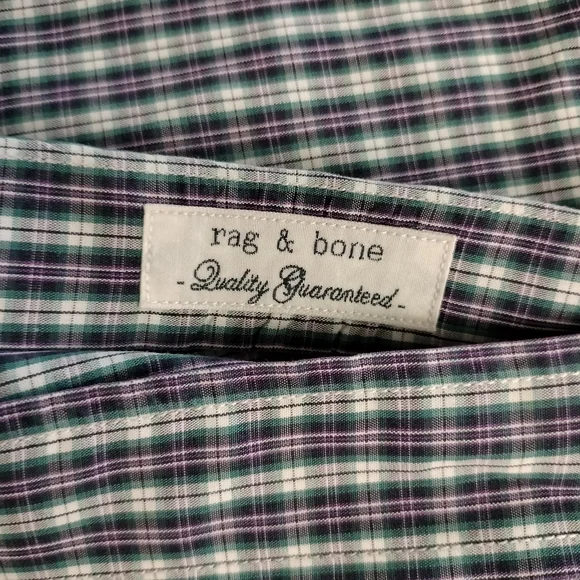 rag & bone
- Quality Guaranteed -